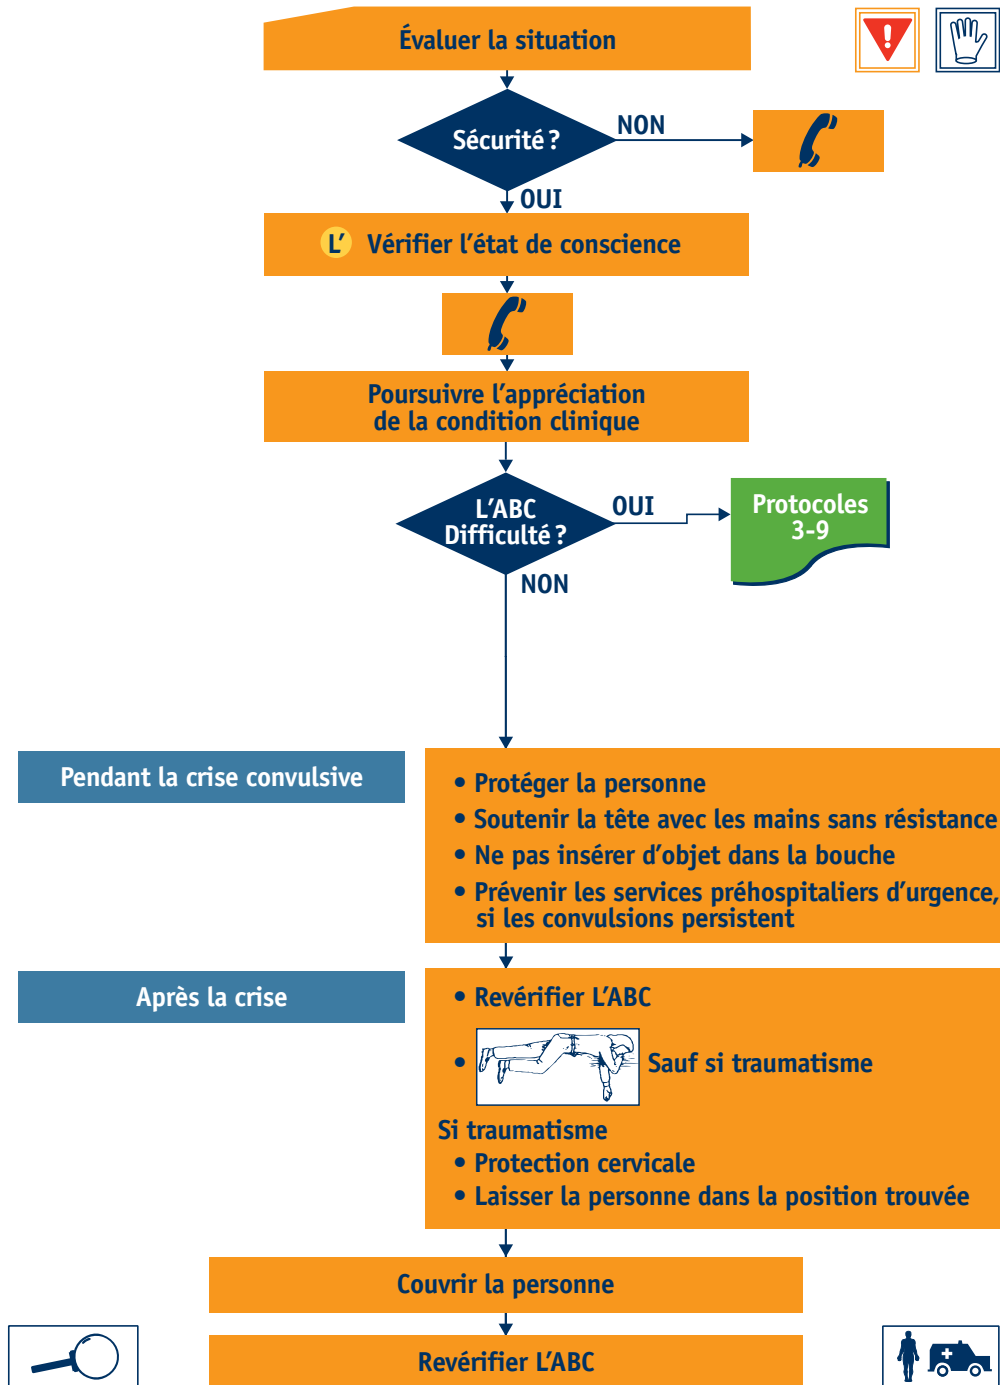 Évaluer la situation
Sécurité ?
NON
OUI
L’ Vérifier l’état de conscience
Poursuivre l’appréciation
de la condition clinique
L’ABC
Difficulté ?
OUI
Protocoles
3-9
NON
Pendant la crise convulsive
• Protéger la personne
• Soutenir la tête avec les mains sans résistance
• Ne pas insérer d’objet dans la bouche
• Prévenir les services préhospitaliers d’urgence,
si les convulsions persistent
Après la crise
• Revérifier L’ABC
• Sauf si traumatisme
Si traumatisme
• Protection cervicale
• Laisser la personne dans la position trouvée
Couvrir la personne
Revérifier L’ABC